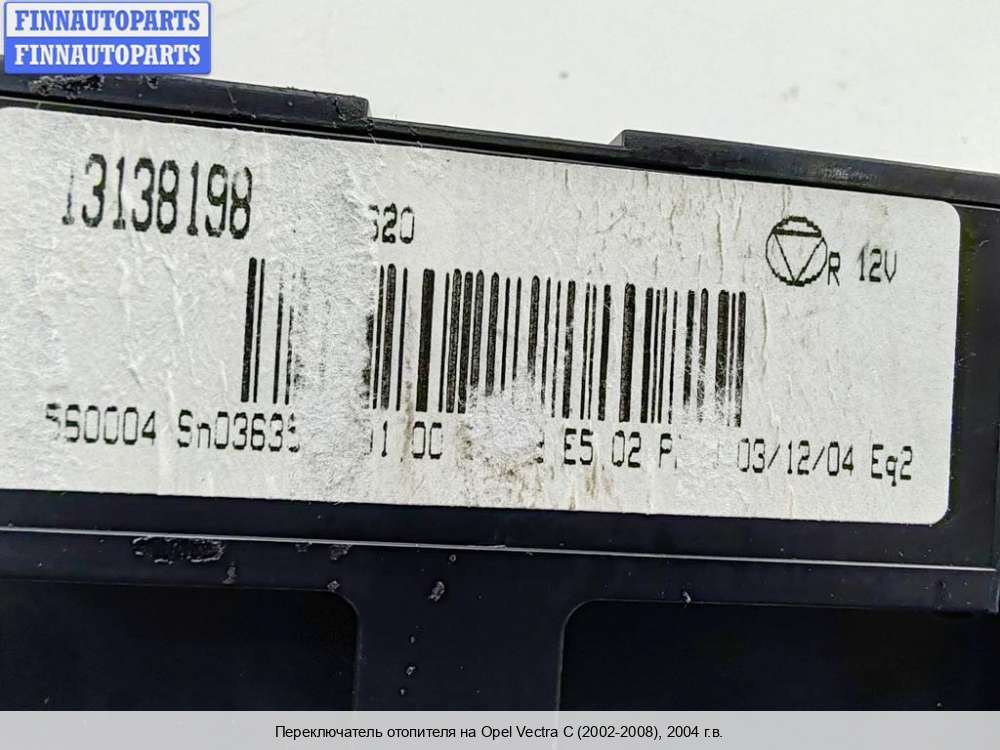 FINNAUTOPARTS
FINNAUTOPARTS
13138198
R 12V
E5.02 03/12/04 Eq2
Переключатель отопителя на Opel Vectra C (2002-2008), 2004 г.в.